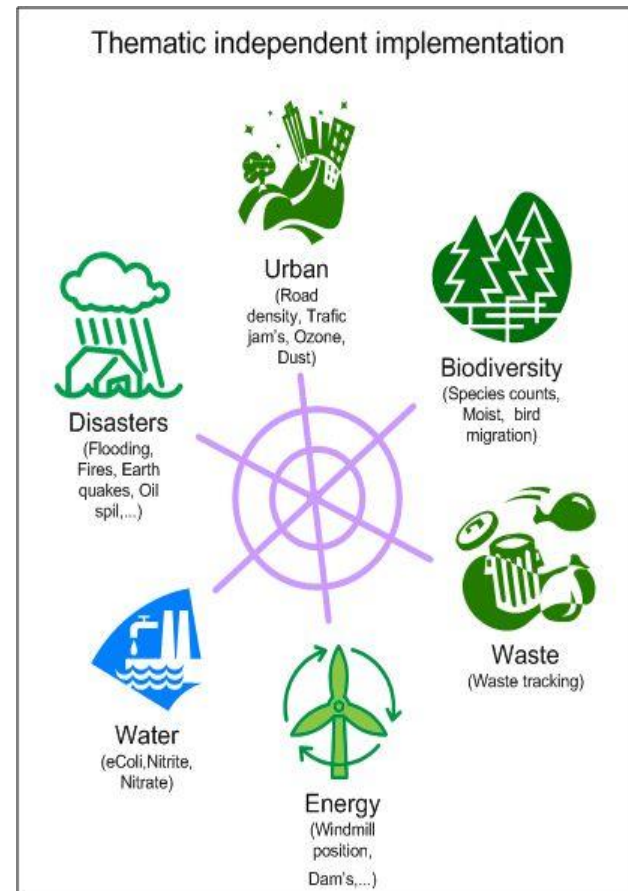 Thematic independent implementation
Urban
(Road
density, Trafic
jam's, Ozone,
Dust)
Biodiversity
(Species counts,
Moist, bird
migration)
Disasters
(Flooding,
Fires, Earth
quakes, Oil
spil,...)
Waste
(Waste tracking)
Water
(eColi,Nitrite,
Nitrate)
Energy
(Windmill
position,
Dam's,...)